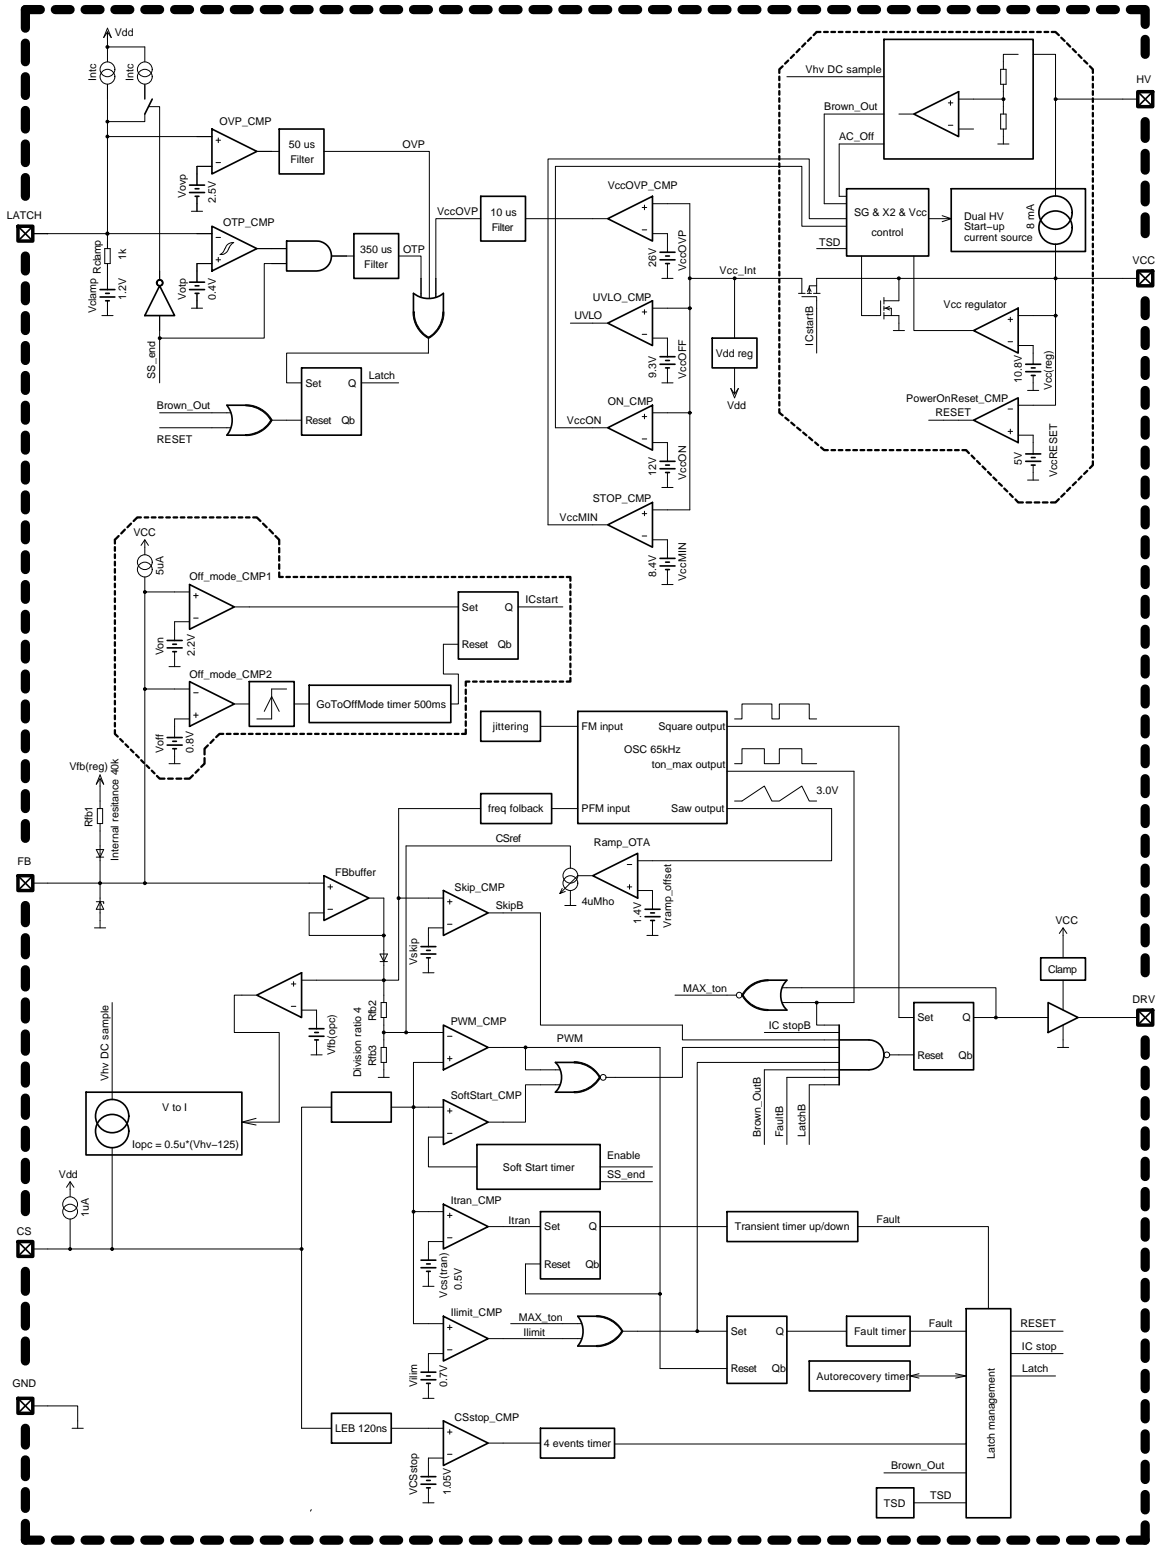 Vdd
Intc
Intc
OVP_CMP
50 us
Filter
OVP
Vovp
2.5V
LATCH
OTP_CMP
Rclamp
1k
Vclamp
1.2V
Votp
0.4V
350 us
Filter
OTP
VccOVP
10 us
Filter
SS_end
Brown_Out
RESET
Set
Q
Reset
Qb
Latch
VccOVP_CMP
26V
VccOVP
UVLO_CMP
UVLO
9.3V
VccOFF
ON_CMP
VccON
12V
VccON
STOP_CMP
VccMIN
8.4V
VccMIN
Vcc_Int
Vdd reg
Vdd
ICstartB
Vhv DC sample
Brown_Out
AC_Off
SG & X2 & Vcc
control
TSD
Dual HV
Start-up
current source
8 mA
HV
VCC
Vcc regulator
10.8V
Vcc(reg)
PowerOnReset_CMP
RESET
5V
VccRESET
VCC
5uA
Off_mode_CMP1
Von
2.2V
Set
Q
Reset
Qb
ICstart
Off_mode_CMP2
Voff
0.8V
GoToOffMode timer 500ms
Vfb(reg)
Rfb1
Internal resitance 40k
FB
jittering
FM input
Square output
OSC 65kHz
ton_max output
freq folback
PFM input
Saw output
3.0V
CSref
Ramp_OTA
4uMho
1.4V
Vramp_offset
FBbuffer
Skip_CMP
SkipB
Vskip
Vfb(opc)
Division ratio 4
Rfb2
Rfb3
PWM_CMP
PWM
SoftStart_CMP
Soft Start timer
Enable
SS_end
Vhv DC sample
V to I
Iopc = 0.5u*(Vhv-125)
Vdd
1uA
CS
MAX_ton
IC stopB
Brown_OutB
FaultB
LatchB
Set
Q
Reset
Qb
VCC
Clamp
DRV
Itran_CMP
Itran
Vcs(tran)
0.5V
Set
Q
Reset
Qb
Transient timer up/down
Fault
Ilimit_CMP
MAX_ton
Ilimit
Vilim
0.7V
Set
Q
Reset
Qb
Fault timer
Fault
Autorecovery timer
Latch management
RESET
IC stop
Latch
GND
LEB 120ns
CSstop_CMP
VCSstop
1.05V
4 events timer
Brown_Out
TSD
TSD